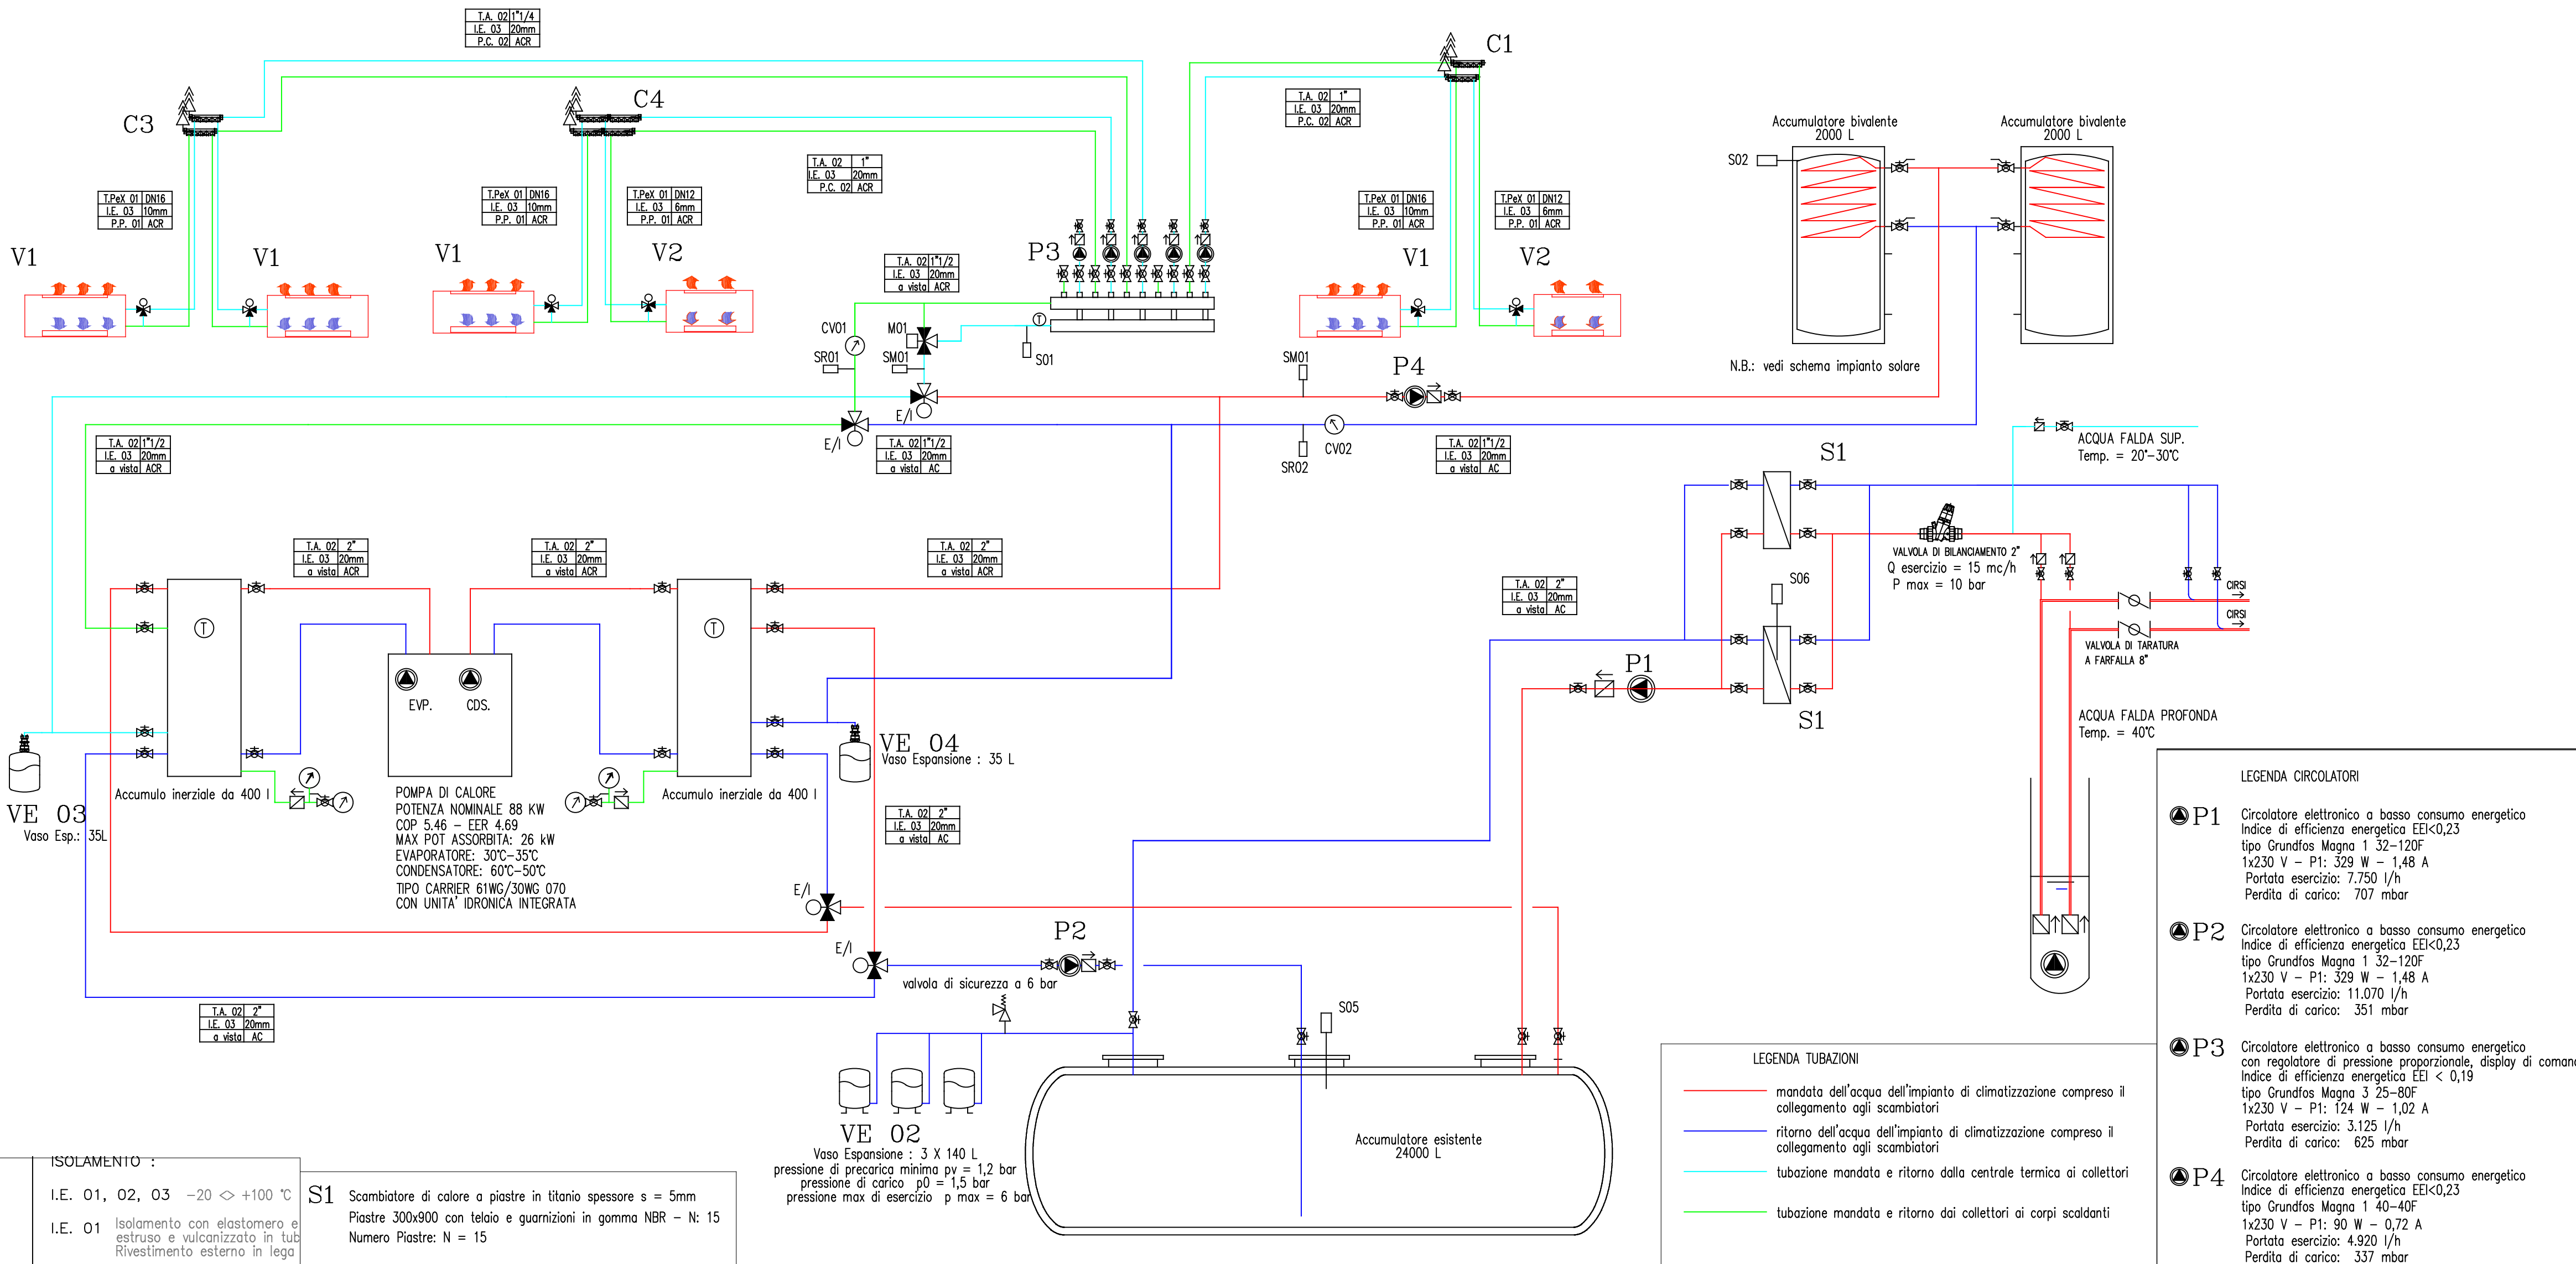 T.A. 02 1"1/4
I.E. 03 20mm
P.C. 02 ACR
C1
C3
C4
T.A. 02 1"
I.E. 03 20mm
P.C. 02 ACR
Accumulatore bivalente
2000 L
Accumulatore bivalente
2000 L
S02
T.A. 02 1"
I.E. 03 20mm
P.C. 02 ACR
T.PeX 01 DN16
I.E. 03 10mm
P.P. 01 ACR
T.PeX 01 DN16
I.E. 03 10mm
P.P. 01 ACR
T.PeX 01 DN12
I.E. 03 6mm
P.P. 01 ACR
T.PeX 01 DN16
I.E. 03 10mm
P.P. 01 ACR
T.PeX 01 DN12
I.E. 03 6mm
P.P. 01 ACR
V1
V1
V1
V2
P3
V1
V2
T.A. 02 1"1/2
I.E. 03 20mm
a vista ACR
CV01
M01
SR01
SM01
T
S01
SM01
P4
N.B.: vedi schema impianto solare
E/I
E/I
T.A. 02 1"1/2
I.E. 03 20mm
a vista ACR
T.A. 02 1"1/2
I.E. 03 20mm
a vista AC
SR02
CV02
T.A. 02 1"1/2
I.E. 03 20mm
a vista AC
ACQUA FALDA SUP.
Temp. = 20°-30°C
S1
T.A. 02 2"
I.E. 03 20mm
a vista ACR
T.A. 02 2"
I.E. 03 20mm
a vista ACR
T.A. 02 2"
I.E. 03 20mm
a vista ACR
T.A. 02 2"
I.E. 03 20mm
a vista AC
S06
VALVOLA DI BILANCIAMENTO 2"
Q esercizio = 15 mc/h
P max = 10 bar
CIRSI
CIRSI
VALVOLA DI TARATURA
A FARFALLA 8"
T
T
P1
S1
EVP.
CDS.
ACQUA FALDA PROFONDA
Temp. = 40°C
VE 04
Vaso Espansione : 35 L
VE 03
Vaso Esp.: 35L
Accumulo inerziale da 400 l
Accumulo inerziale da 400 l
POMPA DI CALORE
POTENZA NOMINALE 88 KW
COP 5.46 – EER 4.69
MAX POT ASSORBITA: 26 kW
EVAPORATORE: 30°C–35°C
CONDENSATORE: 60°C–50°C
TIPO CARRIER 61WG/30WG 070
CON UNITA' IDRONICA INTEGRATA
T.A. 02 2"
I.E. 03 20mm
a vista AC
E/I
E/I
P2
valvola di sicurezza a 6 bar
T.A. 02 2"
I.E. 03 20mm
a vista AC
S05
VE 02
Vaso Espansione : 3 X 140 L
pressione di precarica minima pv = 1,2 bar
pressione di carico p0 = 1,5 bar
pressione max di esercizio p max = 6 bar
Accumulatore esistente
24000 L
ISOLAMENTO :
I.E. 01, 02, 03 -20 <> +100 °C
I.E. 01 Isolamento con elastomero e
estruso e vulcanizzato in tub
Rivestimento esterno in lega
S1 Scambiatore di calore a piastre in titanio spessore s = 5mm
Piastre 300x900 con telaio e guarnizioni in gomma NBR – N: 15
Numero Piastre: N = 15
LEGENDA TUBAZIONI
mandata dell'acqua dell'impianto di climatizzazione compreso il
collegamento agli scambiatori
ritorno dell'acqua dell'impianto di climatizzazione compreso il
collegamento agli scambiatori
tubazione mandata e ritorno dalla centrale termica ai collettori
tubazione mandata e ritorno dai collettori ai corpi scaldanti
LEGENDA CIRCOLATORI
P1 Circolatore elettronico a basso consumo energetico
Indice di efficienza energetica EEI<0,23
tipo Grundfos Magna 1 32–120F
1x230 V – P1: 329 W – 1,48 A
Portata esercizio: 7.750 l/h
Perdita di carico: 707 mbar
P2 Circolatore elettronico a basso consumo energetico
Indice di efficienza energetica EEI<0,23
tipo Grundfos Magna 1 32–120F
1x230 V – P1: 329 W – 1,48 A
Portata esercizio: 11.070 l/h
Perdita di carico: 351 mbar
P3 Circolatore elettronico a basso consumo energetico
con regolatore di pressione proporzionale, display di coman
Indice di efficienza energetica EEI < 0,19
tipo Grundfos Magna 3 25–80F
1x230 V – P1: 124 W – 1,02 A
Portata esercizio: 3.125 l/h
Perdita di carico: 625 mbar
P4 Circolatore elettronico a basso consumo energetico
Indice di efficienza energetica EEI<0,23
tipo Grundfos Magna 1 40–40F
1x230 V – P1: 90 W – 0,72 A
Portata esercizio: 4.920 l/h
Perdita di carico: 337 mbar